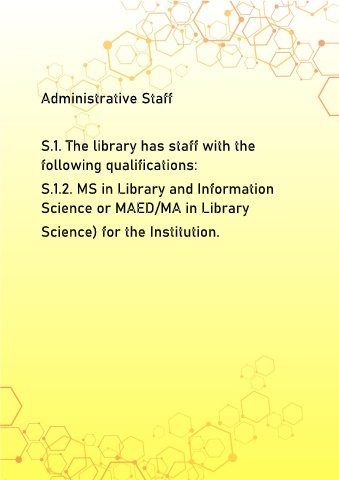 Administrative Staff
S.1. The library has staff with the
following qualifications:
S.1.2. MS in Library and Information
Science or MAED/MA in Library
Science) for the Institution.